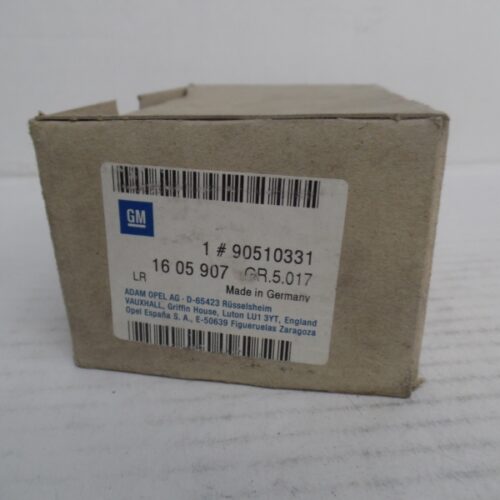 GM
1 # 90510331
16 05 907 GR.5.017
LR
Made in Germany
ADAM OPEL AG · D-65423 Rüsselsheim
VAUXHALL, Griffin House, Luton LU1 3YT, England
Opel España S. A., E-50639 Figueruelas Zaragoza